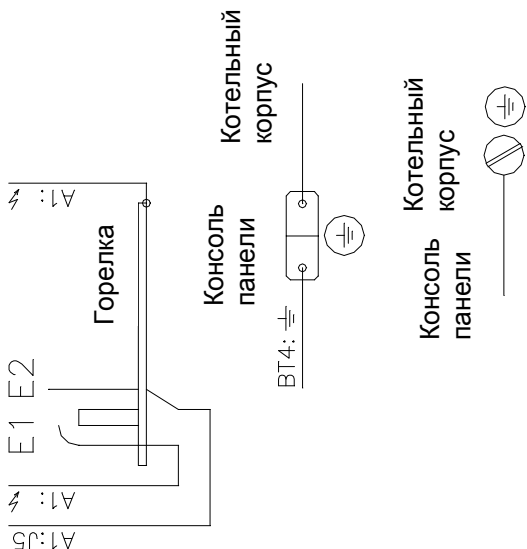 A1:
Горелка
E1 E2
A1:
A1:J5
Котельный
корпус
Консоль
панели
BT4:
Котельный
корпус
Консоль
панели